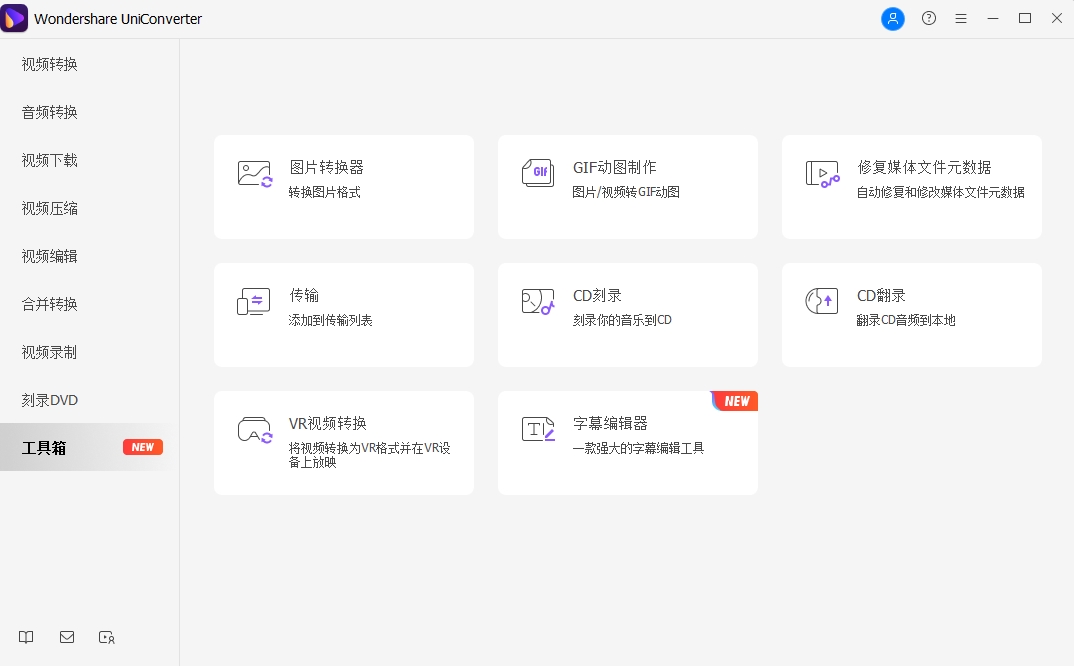 Wondershare UniConverter
视频转换
音频转换
视频下载
视频压缩
视频编辑
合并转换
视频录制
刻录DVD
工具箱 NEW
图片转换器
转换图片格式
GIF
GIF动图制作
图片/视频转GIF动图
修复媒体文件元数据
自动修复和修改媒体文件元数据
传输
添加到传输列表
CD刻录
刻录你的音乐到CD
CD翻录
翻录CD音频到本地
VR视频转换
将视频转换为VR格式并在VR设
备上放映
NEW
字幕编辑器
一款强大的字幕编辑工具